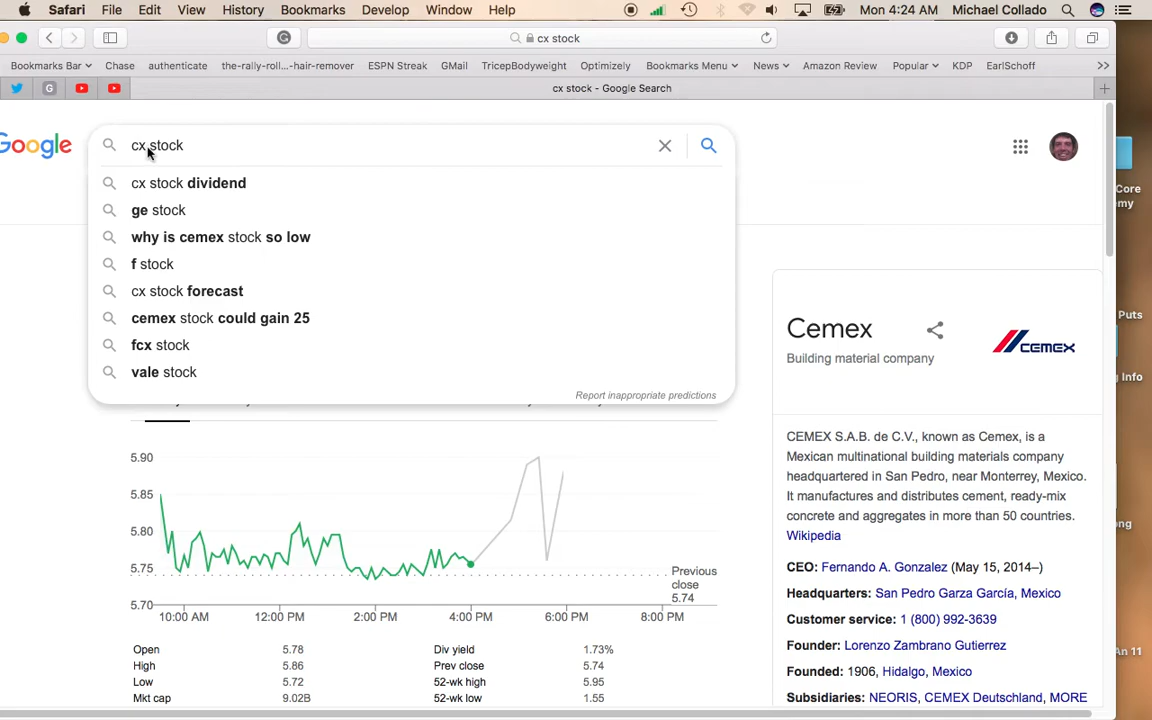 Safari File Edit View History Bookmarks Develop Window Help Mon 4:24 AM Michael Collado
cx stock
Bookmarks Bar Chase authenticate the-rally-roll...-hair-remover ESPN Streak GMail TricepBodyweight Optimizely Bookmarks Menu News Amazon Review Popular KDP EarlSchoff
G cx stock - Google Search
Google cx stock
cx stock dividend
ge stock
why is cemex stock so low
f stock
cx stock forecast
cemex stock could gain 25
fcx stock
vale stock
Report inappropriate predictions
Cemex
Building material company
CEMEX
CEMEX S.A.B. de C.V., known as Cemex, is a
Mexican multinational building materials company
headquartered in San Pedro, near Monterrey, Mexico.
It manufactures and distributes cement, ready-mix
concrete and aggregates in more than 50 countries.
Wikipedia
CEO: Fernando A. Gonzalez (May 15, 2014–)
Headquarters: San Pedro Garza García, Mexico
Customer service: 1 (800) 992-3639
Founder: Lorenzo Zambrano Gutierrez
Founded: 1906, Hidalgo, Mexico
Subsidiaries: NEORIS, CEMEX Deutschland, MORE
5.90
5.85
5.80
5.75
5.70
Previous
close
5.74
10:00 AM 12:00 PM 2:00 PM 4:00 PM 6:00 PM 8:00 PM
Open 5.78 Div yield 1.73%
High 5.86 Prev close 5.74
Low 5.72 52-wk high 5.95
Mkt cap 9.02B 52-wk low 1.55
Core
Puts
Info